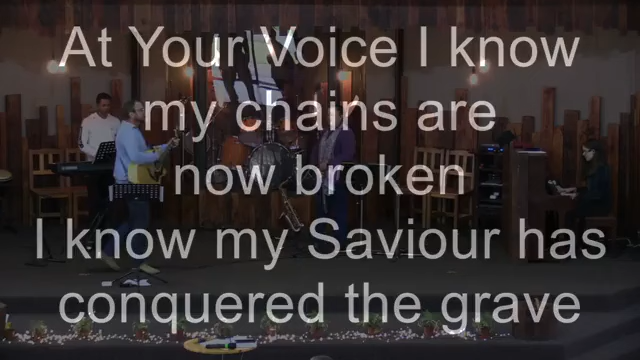 At Your Voice I know
my chains are
now broken
I know my Saviour has
conquered the grave